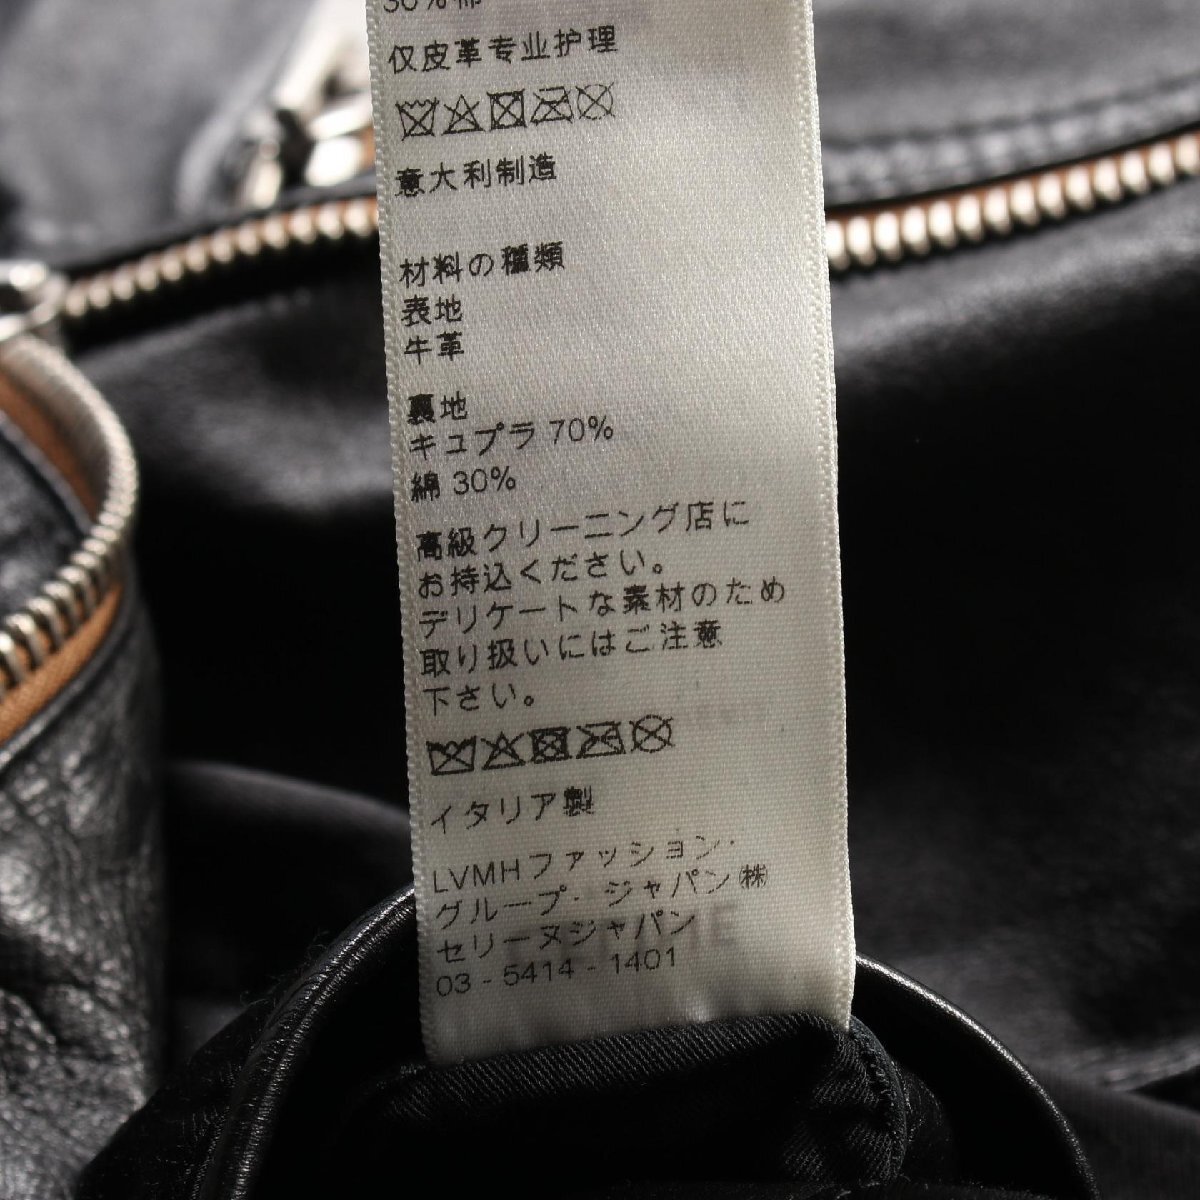 30%棉
仅皮革专业护理
意大利制造
材料の種類
表地
牛革
裏地
キュプラ 70%
綿 30%
高級クリーニング店に
お持込ください。
デリケートな素材のため
取り扱いにはご注意
下さい。
イタリア製
LVMHファッション・
グループ・ジャパン㈱
セリーヌジャパン
03 - 5414 - 1401